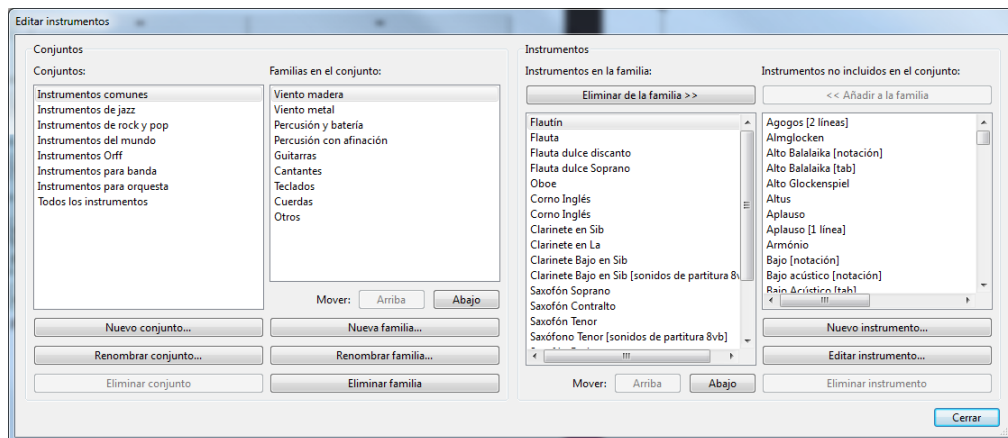 Editar instrumentos
Conjuntos
Conjuntos:
Instrumentos comunes
Instrumentos de jazz
Instrumentos de rock y pop
Instrumentos del mundo
Instrumentos Orff
Instrumentos para banda
Instrumentos para orquesta
Todos los instrumentos
Nuevo conjunto...
Renombrar conjunto...
Eliminar conjunto
Familias en el conjunto:
Viento madera
Viento metal
Percusión y batería
Percusión con afinación
Guitarras
Cantantes
Teclados
Cuerdas
Otros
Mover: Arriba Abajo
Nueva familia...
Renombrar familia...
Eliminar familia
Instrumentos
Instrumentos en la familia:
Eliminar de la familia >>
Flautín
Flauta
Flauta dulce discanto
Flauta dulce Soprano
Oboe
Corno Inglés
Corno Inglés
Clarinete en Sib
Clarinete en La
Clarinete Bajo en Sib
Clarinete Bajo en Sib [sonidos de partitura 8
Saxofón Soprano
Saxofón Contralto
Saxofón Tenor
Saxófono Tenor [sonidos de partitura 8vb]
Mover: Arriba Abajo
Instrumentos no incluidos en el conjunto:
<< Añadir a la familia
Agogos [2 líneas]
Almglocken
Alto Balalaika [notación]
Alto Balalaika [tab]
Alto Glockenspiel
Altus
Aplauso
Aplauso [1 línea]
Armónio
Bajo [notación]
Bajo acústico [notación]
Bajo Acústico [tab]
Nuevo instrumento...
Editar instrumento...
Eliminar instrumento
Cerrar